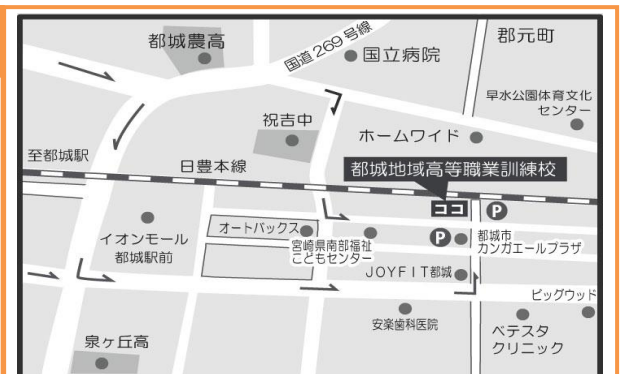 都城農高
国道269号線
国立病院
郡元町
早水公園体育文化
センター
祝吉中
ホームワイド
至都城駅
日豊本線
都城地域高等職業訓練校
ココ
P
オートバックス
イオンモール
都城駅前
宮崎県南部福祉
こどもセンター
P
都城市
カンガエールプラザ
JOYFIT都城
ビッグウッド
安楽歯科医院
ベテスタ
クリニック
泉ヶ丘高